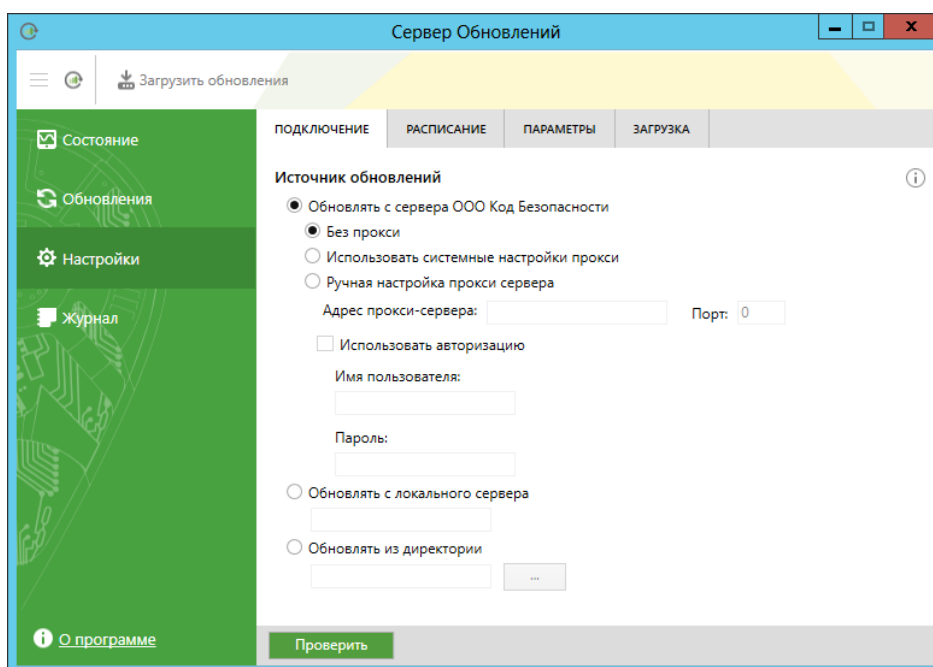 Сервер Обновлений
Загрузить обновления
Состояние
Обновления
Настройки
Журнал
О программе
ПОДКЛЮЧЕНИЕ РАСПИСАНИЕ ПАРАМЕТРЫ ЗАГРУЗКА
Источник обновлений
Обновлять с сервера ООО Код Безопасности
Без прокси
Использовать системные настройки прокси
Ручная настройка прокси сервера
Адрес прокси-сервера: Порт: 0
Использовать авторизацию
Имя пользователя:
Пароль:
Обновлять с локального сервера
Обновлять из директории
...
Проверить